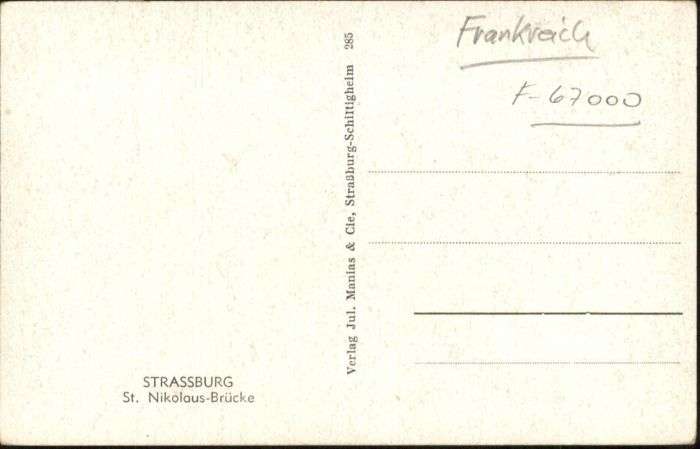 Frankreich
F-67000
Verlag Jul. Manias & Cie, Straßburg-Schiltigheim 285
STRASSBURG
St. Nikolaus-Brücke